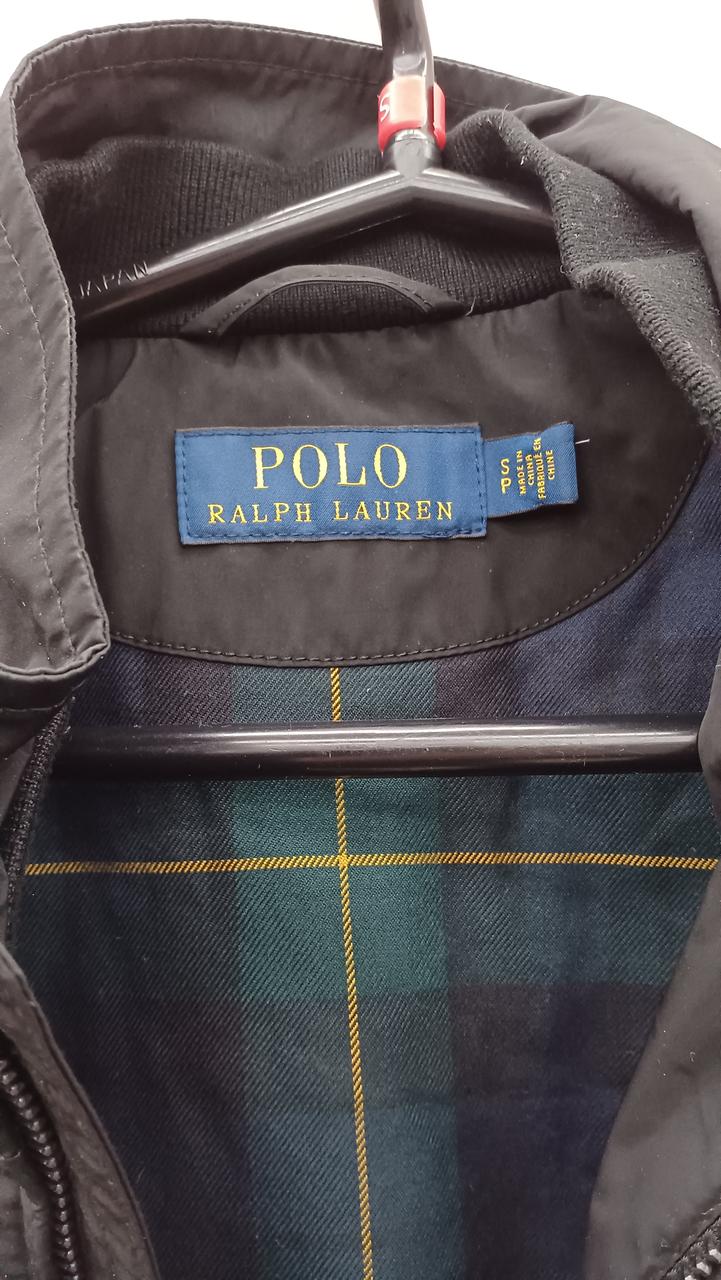 S
JAPAN
POLO
RALPH LAUREN
S
P
MADE IN
CHINA
FABRIQUÉ EN
CHINE